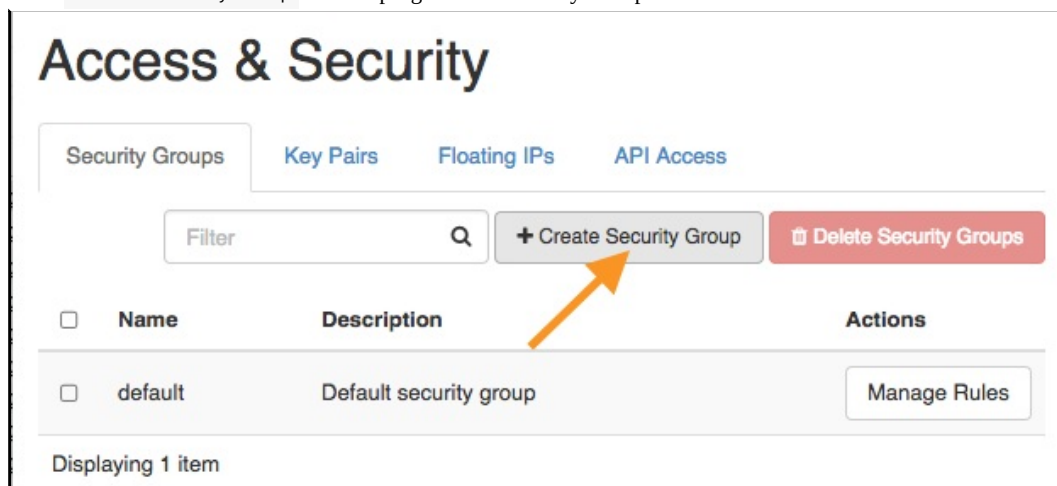 Access & Security
Security Groups Key Pairs Floating IPs API Access
Filter + Create Security Group Delete Security Groups
Name Description Actions
default Default security group Manage Rules
Displaying 1 item